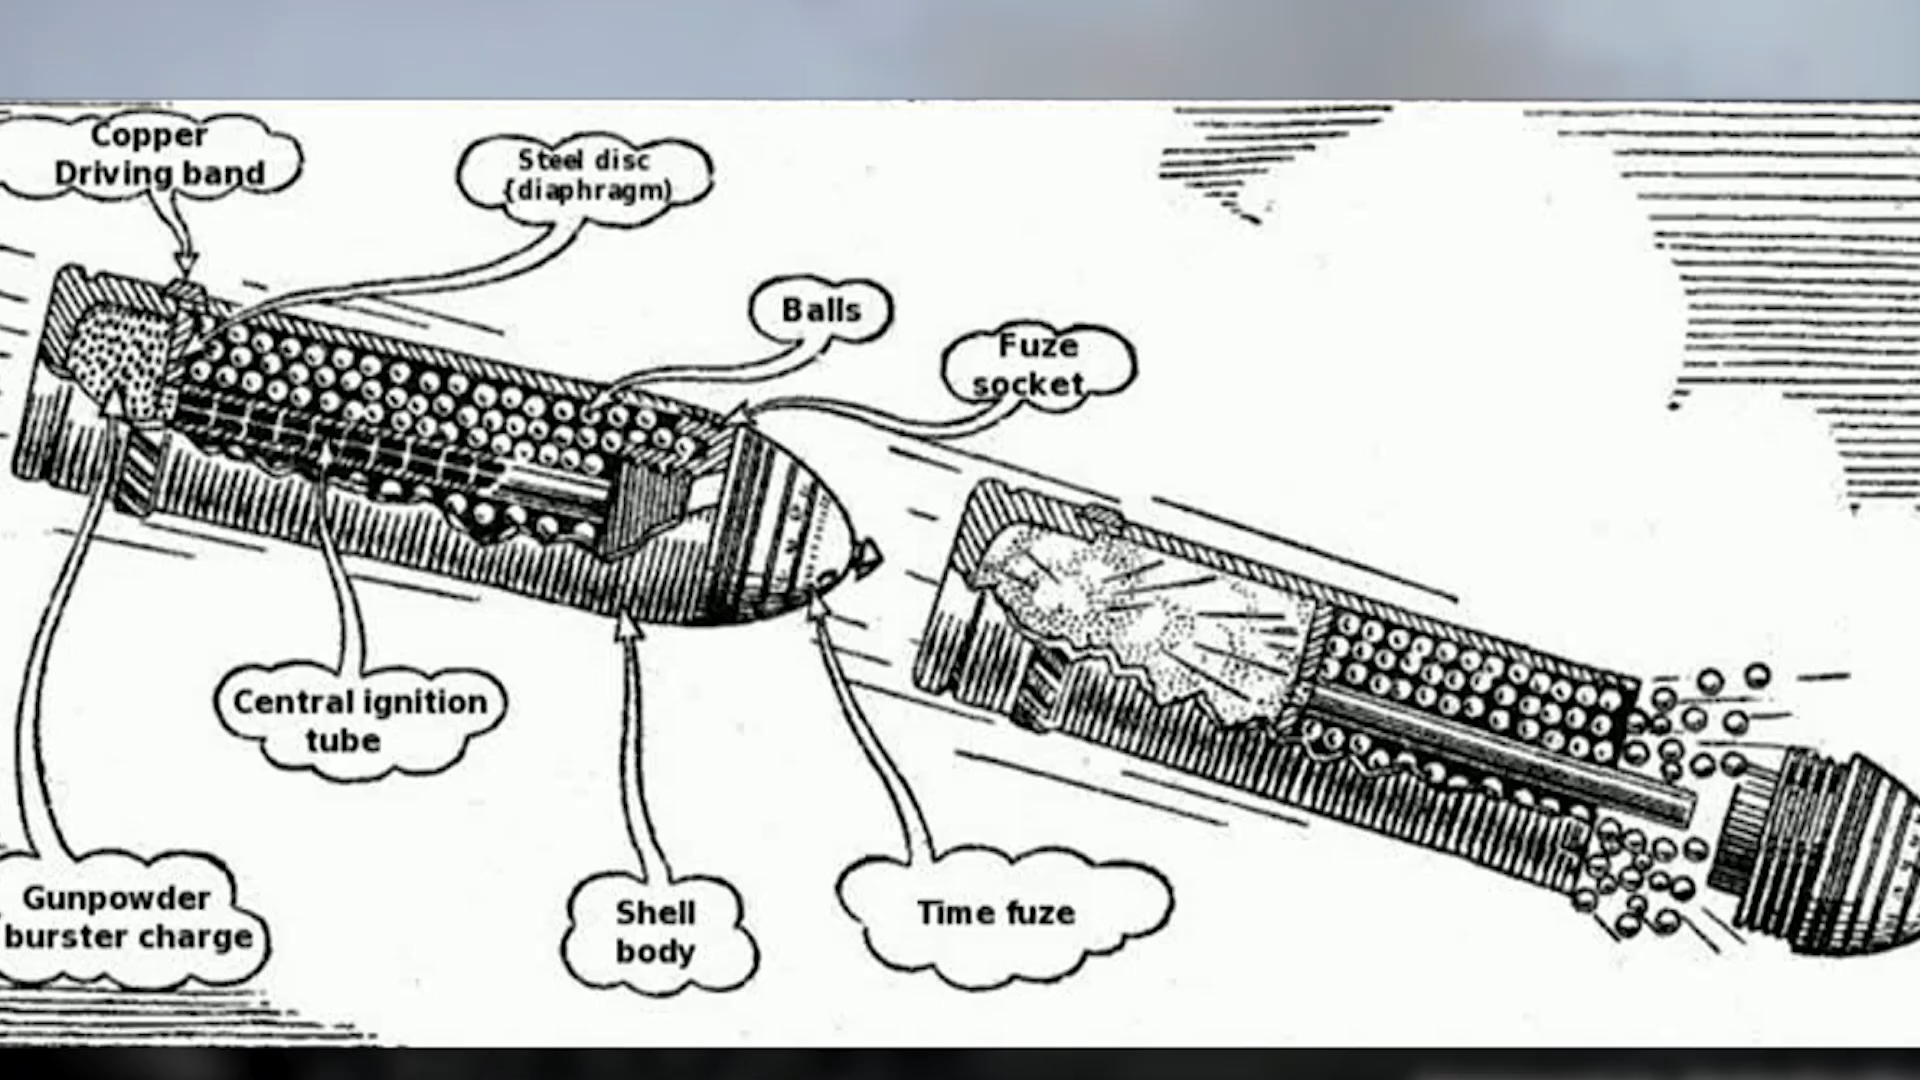 Copper
Driving band
Steel disc
(diaphragm)
Balls
Fuze
socket
Central ignition
tube
Gunpowder
burster charge
Shell
body
Time fuze